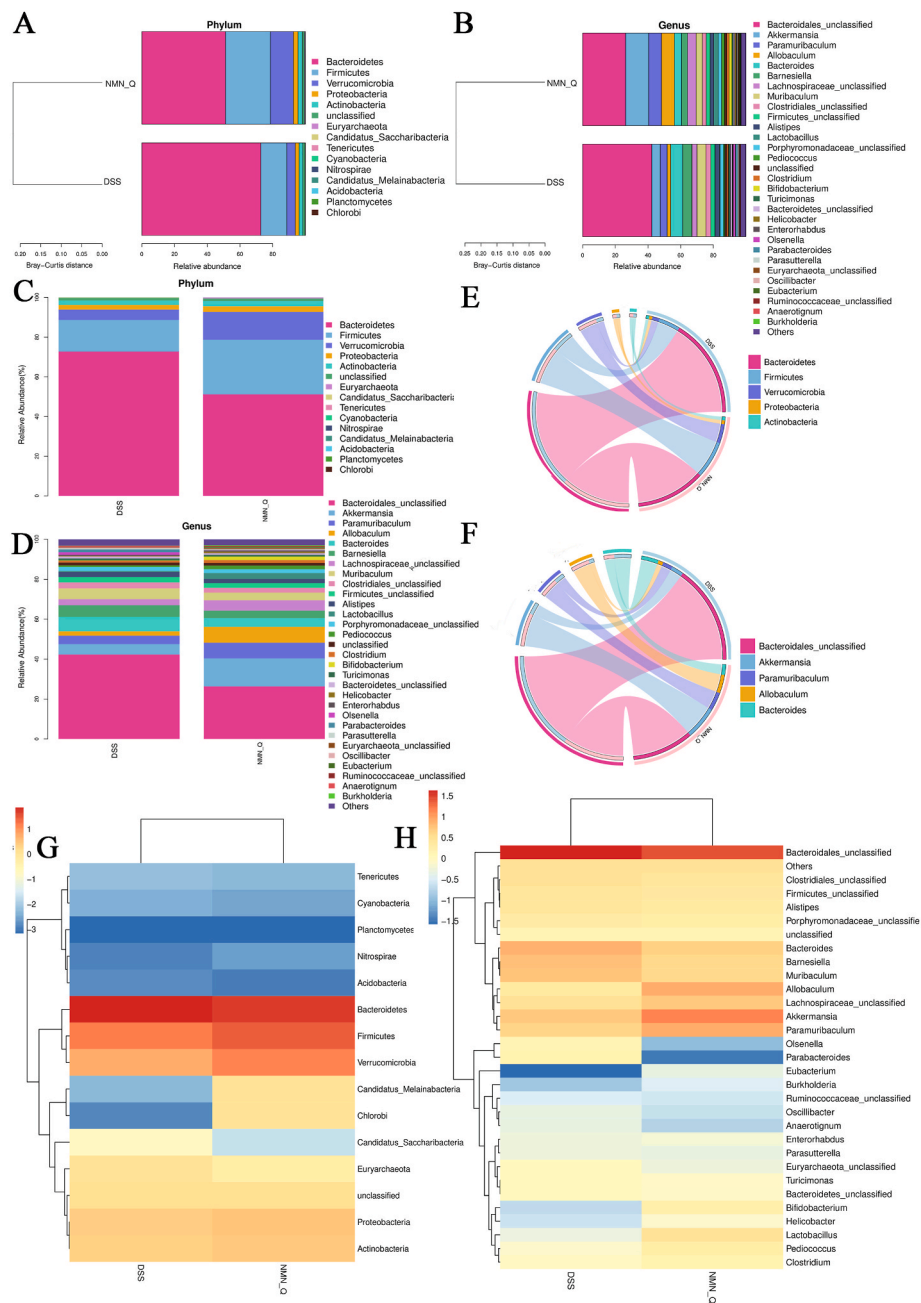 A
Phylum
NMN_Q
DSS
0.20 0.15 0.10 0.05 0.00
Bray−Curtis distance
0 20 40 60 80
Relative abundance
Bacteroidetes
Firmicutes
Verrucomicrobia
Proteobacteria
Actinobacteria
unclassified
Euryarchaeota
Candidatus_Saccharibacteria
Tenericutes
Cyanobacteria
Nitrospirae
Candidatus_Melainabacteria
Acidobacteria
Planctomycetes
Chlorobi
B
Genus
NMN_Q
DSS
0.25 0.20 0.15 0.10 0.05 0.00
Bray−Curtis distance
0 20 40 60 80
Relative abundance
Bacteroidales_unclassified
Akkermansia
Paramuribaculum
Allobaculum
Bacteroides
Barnesiella
Lachnospiraceae_unclassified
Muribaculum
Clostridiales_unclassified
Firmicutes_unclassified
Alistipes
Lactobacillus
Porphyromonadaceae_unclassified
Pediococcus
unclassified
Clostridium
Bifidobacterium
Turicimonas
Bacteroidetes_unclassified
Helicobacter
Enterorhabdus
Olsenella
Parabacteroides
Parasutterella
Euryarchaeota_unclassified
Oscillibacter
Eubacterium
Ruminococcaceae_unclassified
Anaerotignum
Burkholderia
Others
C
Phylum
Relative Abundance(%)
0 20 40 60 80 100
DSS
NMN_Q
Bacteroidetes
Firmicutes
Verrucomicrobia
Proteobacteria
Actinobacteria
unclassified
Euryarchaeota
Candidatus_Saccharibacteria
Tenericutes
Cyanobacteria
Nitrospirae
Candidatus_Melainabacteria
Acidobacteria
Planctomycetes
Chlorobi
D
Genus
Relative Abundance(%)
0 20 40 60 80 100
DSS
NMN_Q
Bacteroidales_unclassified
Akkermansia
Paramuribaculum
Allobaculum
Bacteroides
Barnesiella
Lachnospiraceae_unclassified
Muribaculum
Clostridiales_unclassified
Firmicutes_unclassified
Alistipes
Lactobacillus
Porphyromonadaceae_unclassified
Pediococcus
unclassified
Clostridium
Bifidobacterium
Turicimonas
Bacteroidetes_unclassified
Helicobacter
Enterorhabdus
Olsenella
Parabacteroides
Parasutterella
Euryarchaeota_unclassified
Oscillibacter
Eubacterium
Ruminococcaceae_unclassified
Anaerotignum
Burkholderia
Others
E
DSS
NMN_Q
Bacteroidetes
Firmicutes
Verrucomicrobia
Proteobacteria
Actinobacteria
F
DSS
NMN_Q
Bacteroidales_unclassified
Akkermansia
Paramuribaculum
Allobaculum
Bacteroides
G
1
0
−1
−2
−3
Tenericutes
Cyanobacteria
Planctomycetes
Nitrospirae
Acidobacteria
Bacteroidetes
Firmicutes
Verrucomicrobia
Candidatus_Melainabacteria
Chlorobi
Candidatus_Saccharibacteria
Euryarchaeota
unclassified
Proteobacteria
Actinobacteria
DSS
NMN_Q
H
1.5
1
0.5
0
−0.5
−1
−1.5
Bacteroidales_unclassified
Others
Clostridiales_unclassified
Firmicutes_unclassified
Alistipes
Porphyromonadaceae_unclassifie
unclassified
Bacteroides
Barnesiella
Muribaculum
Allobaculum
Lachnospiraceae_unclassified
Akkermansia
Paramuribaculum
Olsenella
Parabacteroides
Eubacterium
Burkholderia
Ruminococcaceae_unclassified
Oscillibacter
Anaerotignum
Enterorhabdus
Parasutterella
Euryarchaeota_unclassified
Turicimonas
Bacteroidetes_unclassified
Bifidobacterium
Helicobacter
Lactobacillus
Pediococcus
Clostridium
DSS
NMN_Q